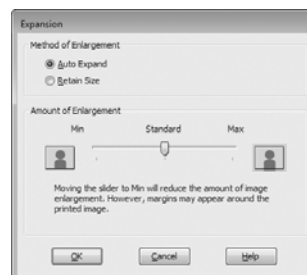 Expansion
Method of Enlargement
Auto Expand
Retain Size
Amount of Enlargement
Min Standard Max
Moving the slider to Min will reduce the amount of image
enlargement. However, margins may appear around the
printed image.
OK Cancel Help